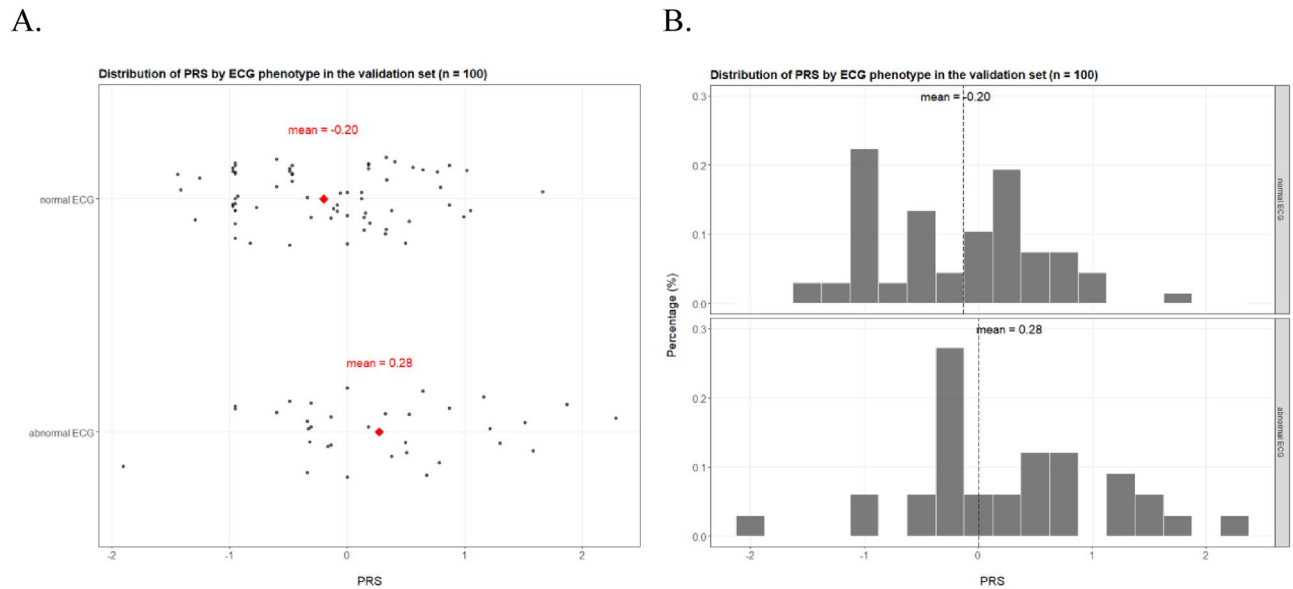 A.
B.
Distribution of PRS by ECG phenotype in the validation set (n = 100)
mean = -0.20
normal ECG
mean = 0.28
abnormal ECG
-2 -1 0 1 2
PRS
Distribution of PRS by ECG phenotype in the validation set (n = 100)
mean = -0.20
0.3
0.2
0.1
0.0
normal ECG
Percentage (%)
mean = 0.28
0.3
0.2
0.1
0.0
abnormal ECG
-2 -1 0 1 2
PRS